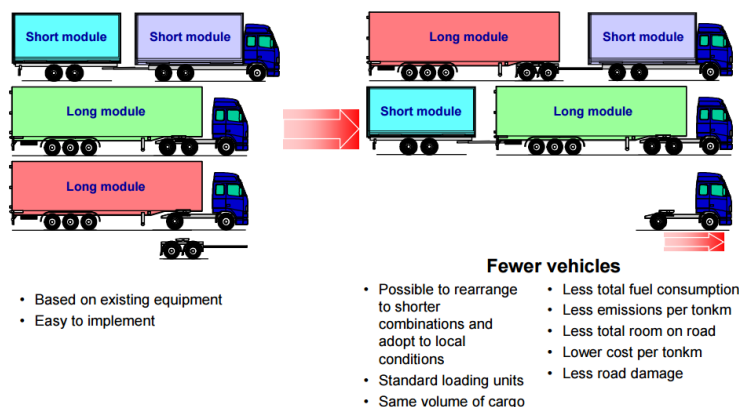 Short module
Short module
Long module
Long module
Long module
Short module
Short module
Long module
Long module
• Based on existing equipment
• Easy to implement
Fewer vehicles
• Possible to rearrange
to shorter
combinations and
adopt to local
conditions
• Standard loading units
• Same volume of cargo
• Less total fuel consumption
• Less emissions per tonkm
• Less total room on road
• Lower cost per tonkm
• Less road damage